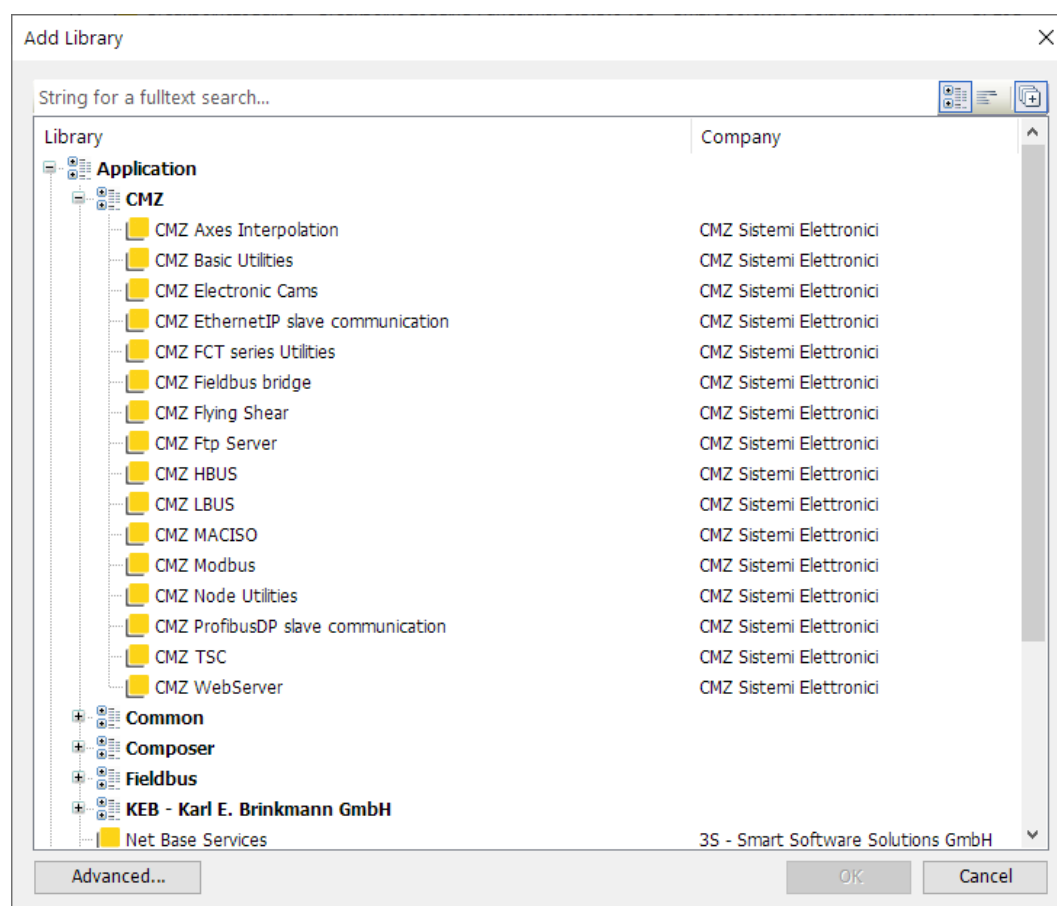 Add Library
String for a fulltext search...
Library Company
Application
CMZ
CMZ Axes Interpolation CMZ Sistemi Elettronici
CMZ Basic Utilities CMZ Sistemi Elettronici
CMZ Electronic Cams CMZ Sistemi Elettronici
CMZ EthernetIP slave communication CMZ Sistemi Elettronici
CMZ FCT series Utilities CMZ Sistemi Elettronici
CMZ Fieldbus bridge CMZ Sistemi Elettronici
CMZ Flying Shear CMZ Sistemi Elettronici
CMZ Ftp Server CMZ Sistemi Elettronici
CMZ HBUS CMZ Sistemi Elettronici
CMZ LBUS CMZ Sistemi Elettronici
CMZ MACISO CMZ Sistemi Elettronici
CMZ Modbus CMZ Sistemi Elettronici
CMZ Node Utilities CMZ Sistemi Elettronici
CMZ ProfibusDP slave communication CMZ Sistemi Elettronici
CMZ TSC CMZ Sistemi Elettronici
CMZ WebServer CMZ Sistemi Elettronici
Common
Composer
Fieldbus
KEB - Karl E. Brinkmann GmbH
Net Base Services 3S - Smart Software Solutions GmbH
Advanced... OK Cancel